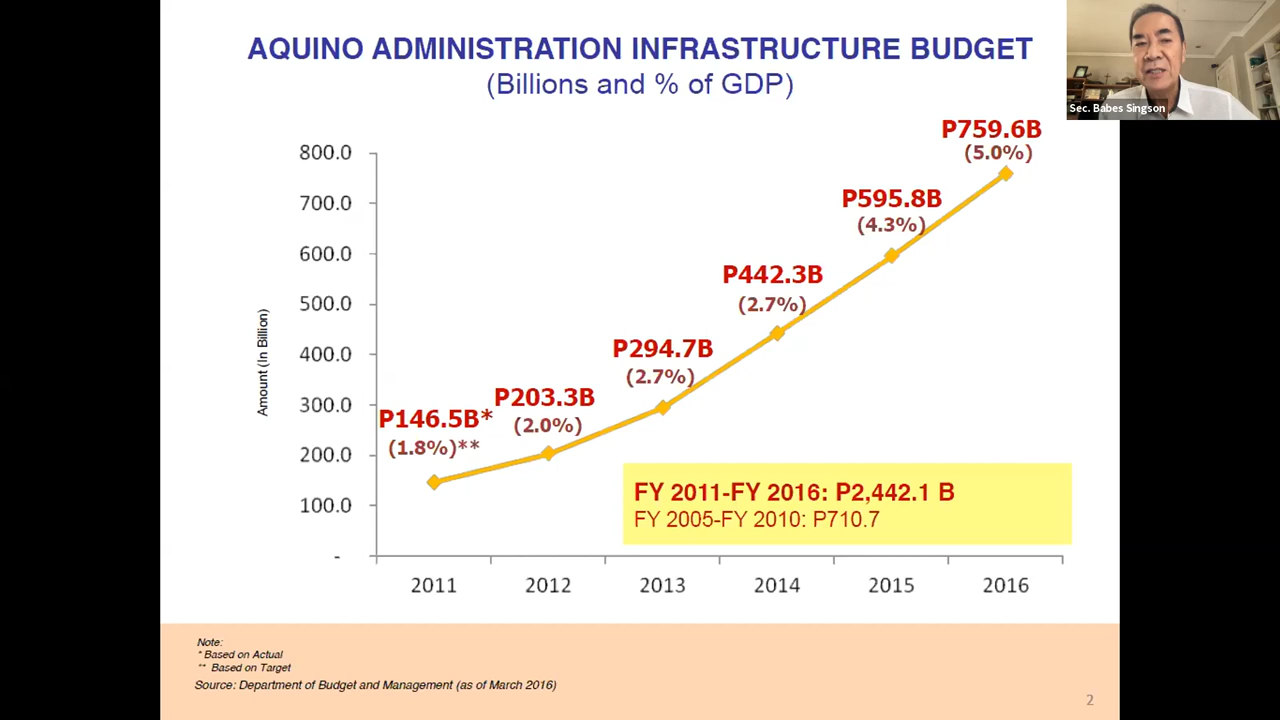 AQUINO ADMINISTRATION INFRASTRUCTURE BUDGET
(Billions and % of GDP)
Sec. Babes Singson
Amount (In Billion)
800.0
700.0
600.0
500.0
400.0
300.0
200.0
100.0
-
P146.5B*
(1.8%)**
P203.3B
(2.0%)
P294.7B
(2.7%)
P442.3B
(2.7%)
P595.8B
(4.3%)
P759.6B
(5.0%)
FY 2011-FY 2016: P2,442.1 B
FY 2005-FY 2010: P710.7
2011 2012 2013 2014 2015 2016
Note:
* Based on Actual
** Based on Target
Source: Department of Budget and Management (as of March 2016)
2